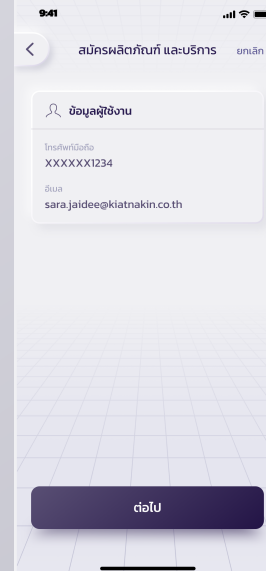 9:41
สมัครผลิตภัณฑ์ และบริการ ยกเลิก
ข้อมูลผู้ใช้งาน
โทรศัพท์มือถือ
XXXXXX1234
อีเมล
sara.jaidee@kiatnakin.co.th
ต่อไป